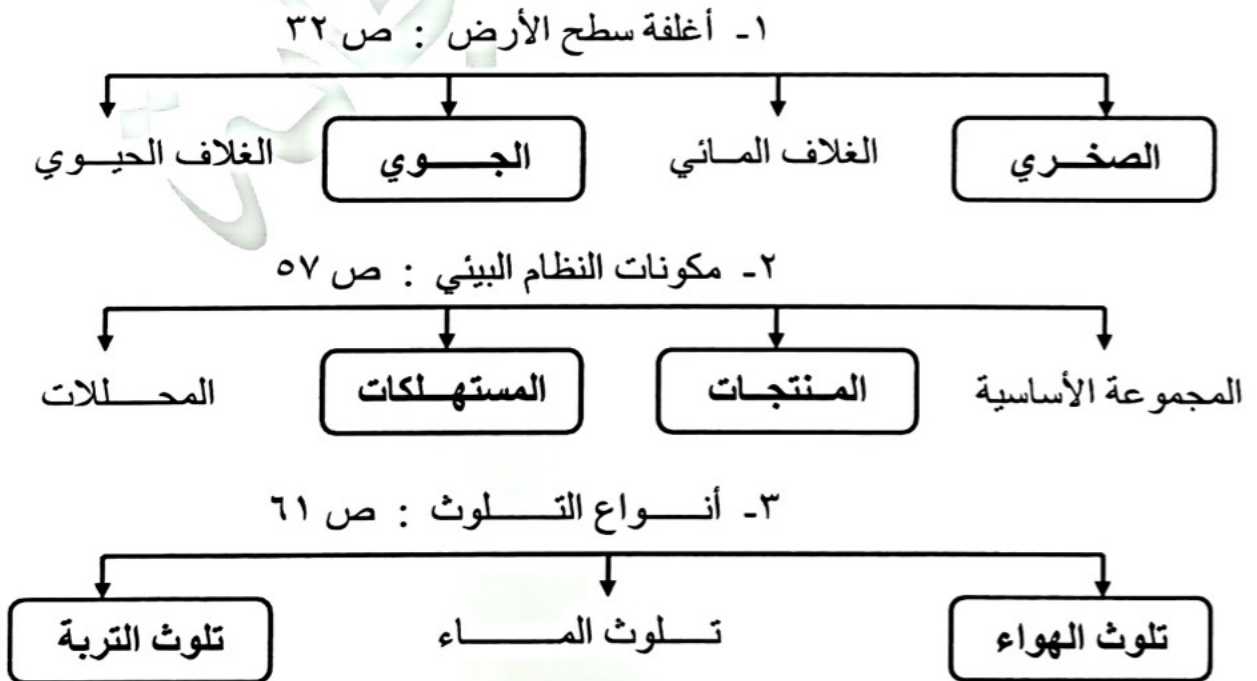 ١- أغلفة سطح الأرض : ص ٣٢
الصخري الغلاف المائي الجوي الغلاف الحيوي
٢- مكونات النظام البيئي : ص ٥٧
المجموعة الأساسية المنتجات المستهلكات المحللات
٣- أنواع التلوث : ص ٦١
تلوث الهواء تلوث الماء تلوث التربة